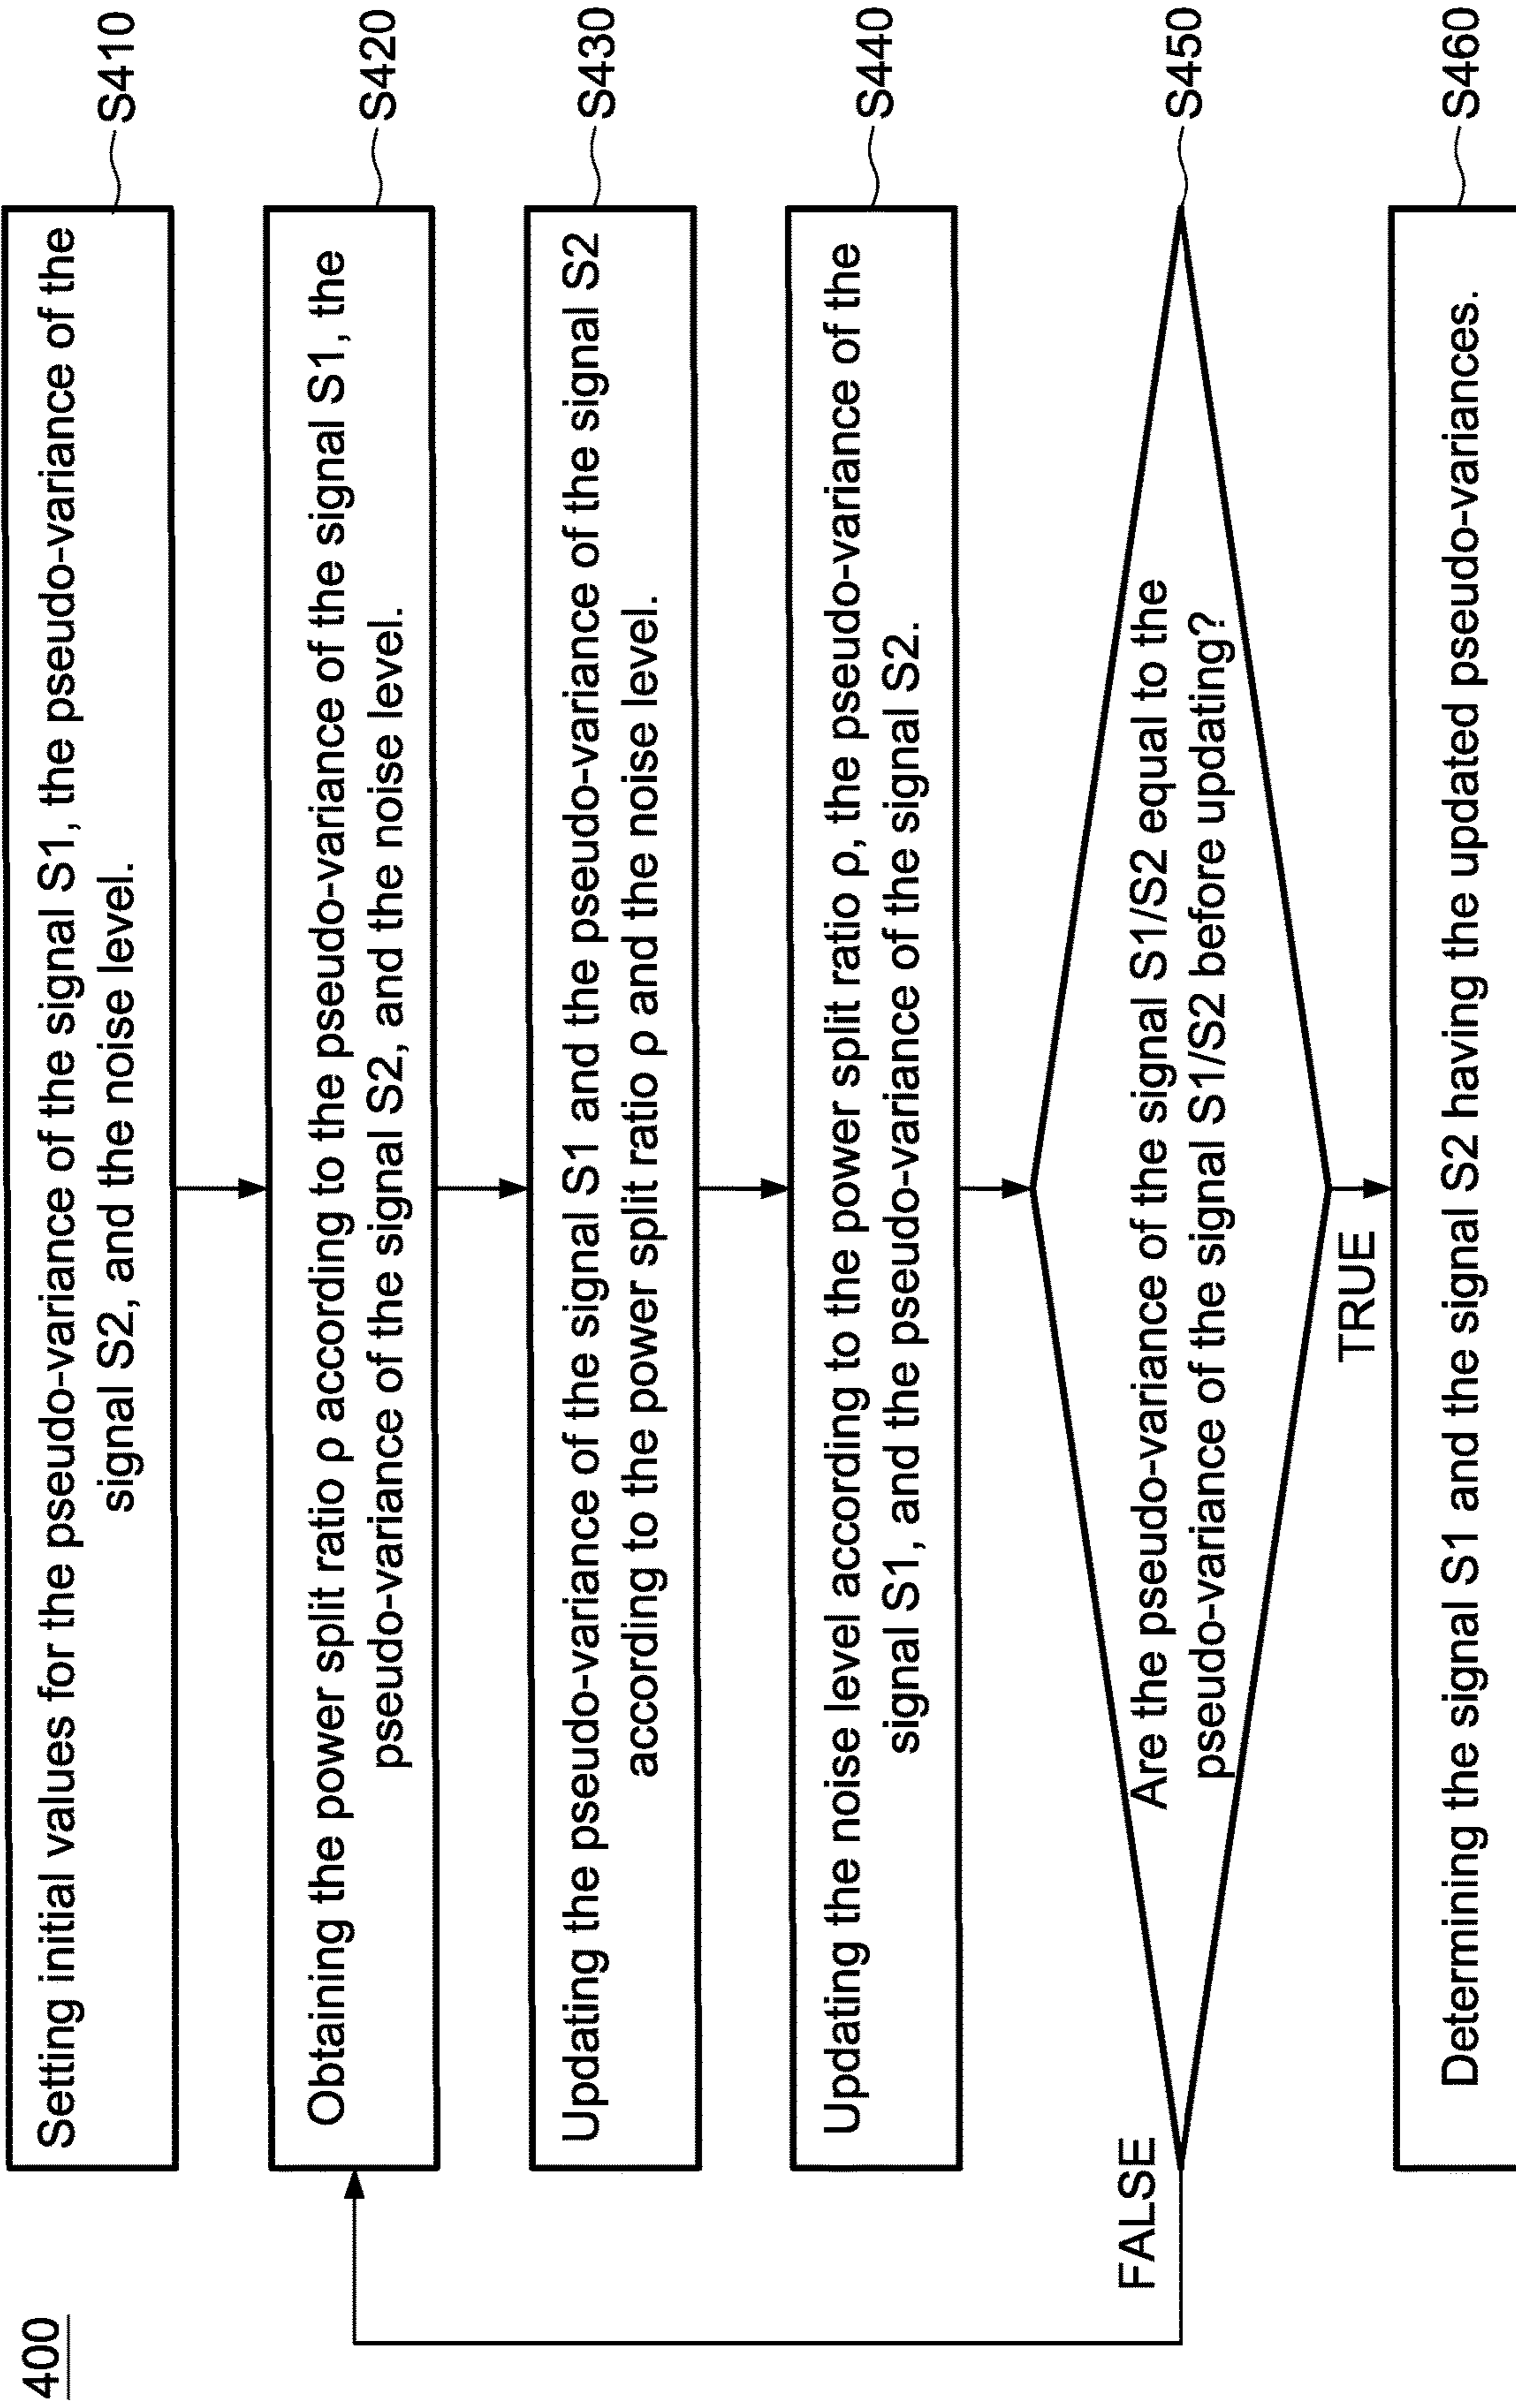 400
Setting initial values for the pseudo-variance of the signal S1, the pseudo-variance of the
signal S2, and the noise level.
S410
Obtaining the power split ratio ρ according to the pseudo-variance of the signal S1, the
pseudo-variance of the signal S2, and the noise level.
S420
Updating the pseudo-variance of the signal S1 and the pseudo-variance of the signal S2
according to the power split ratio ρ and the noise level.
S430
Updating the noise level according to the power split ratio ρ, the pseudo-variance of the
signal S1, and the pseudo-variance of the signal S2.
S440
Are the pseudo-variance of the signal S1/S2 equal to the
pseudo-variance of the signal S1/S2 before updating?
S450
FALSE
TRUE
Determining the signal S1 and the signal S2 having the updated pseudo-variances.
S460